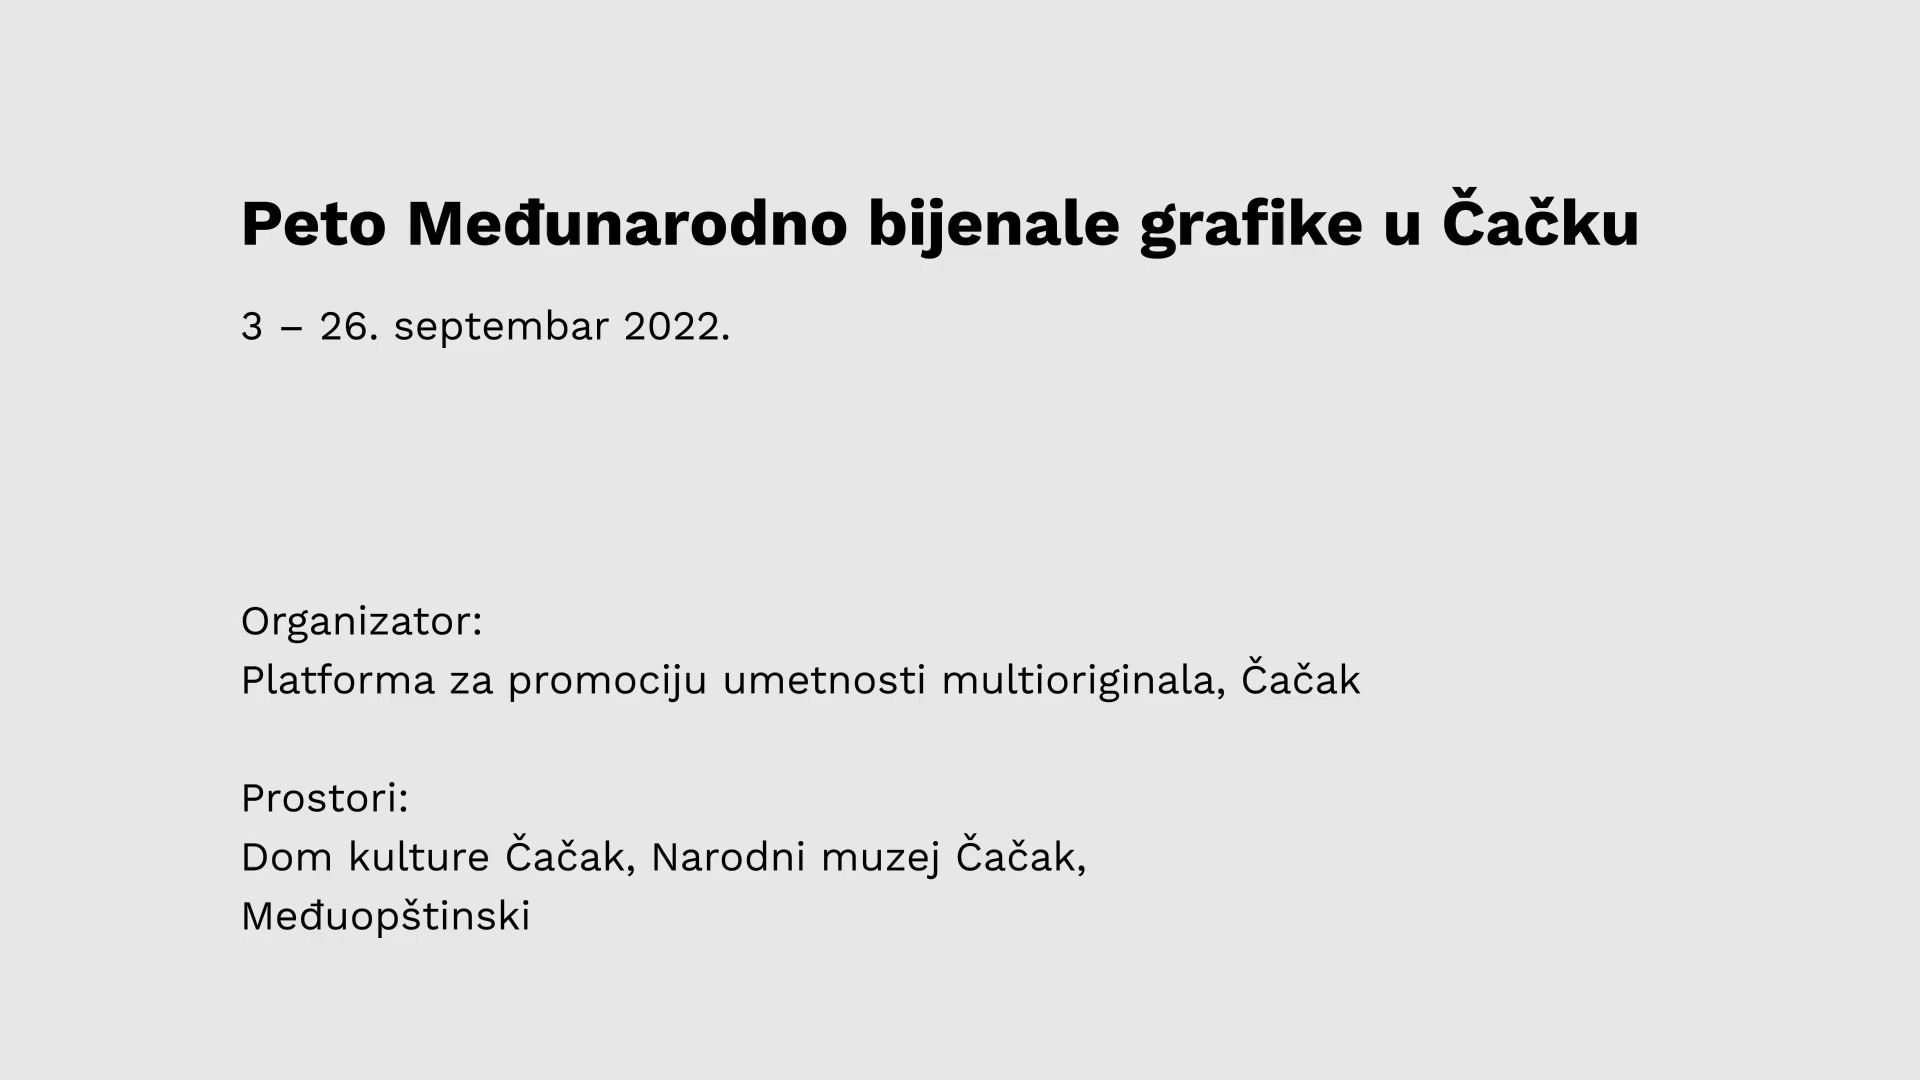 Peto Međunarodno bijenale grafike u Čačku
3 – 26. septembar 2022.
Organizator:
Platforma za promociju umetnosti multioriginala, Čačak
Prostori:
Dom kulture Čačak, Narodni muzej Čačak,
Međuopštinski